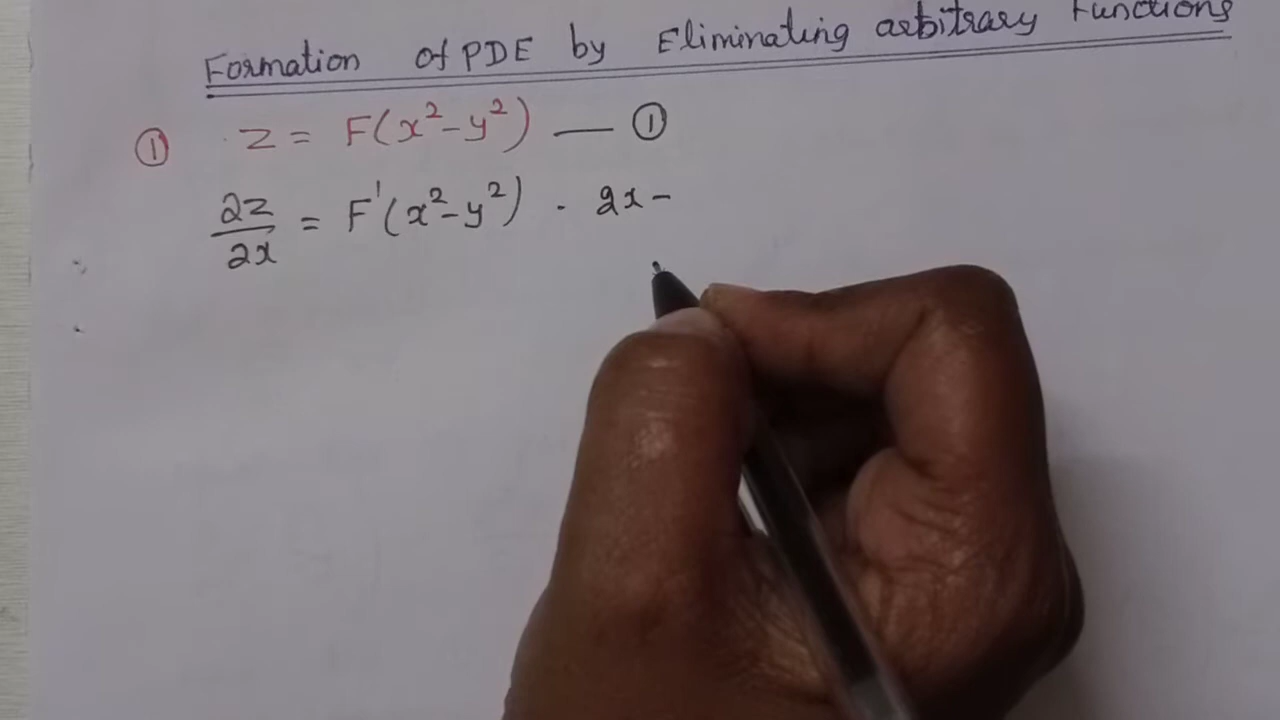 Formation of PDE by Eliminating arbitrary Functions
① z = F(x²-y²) — ①
∂z/∂x = F'(x²-y²) . 2x -